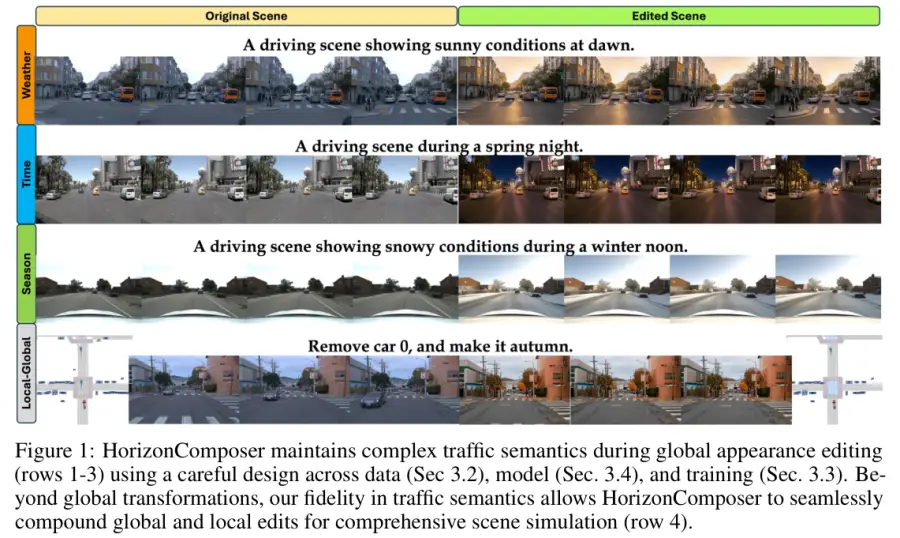 Original Scene
Edited Scene
Weather
A driving scene showing sunny conditions at dawn.
Time
A driving scene during a spring night.
Season
A driving scene showing snowy conditions during a winter noon.
Local-Global
Remove car 0, and make it autumn.
Figure 1: HorizonComposer maintains complex traffic semantics during global appearance editing
(rows 1-3) using a careful design across data (Sec 3.2), model (Sec. 3.4), and training (Sec. 3.3). Be-
yond global transformations, our fidelity in traffic semantics allows HorizonComposer to seamlessly
compound global and local edits for comprehensive scene simulation (row 4).